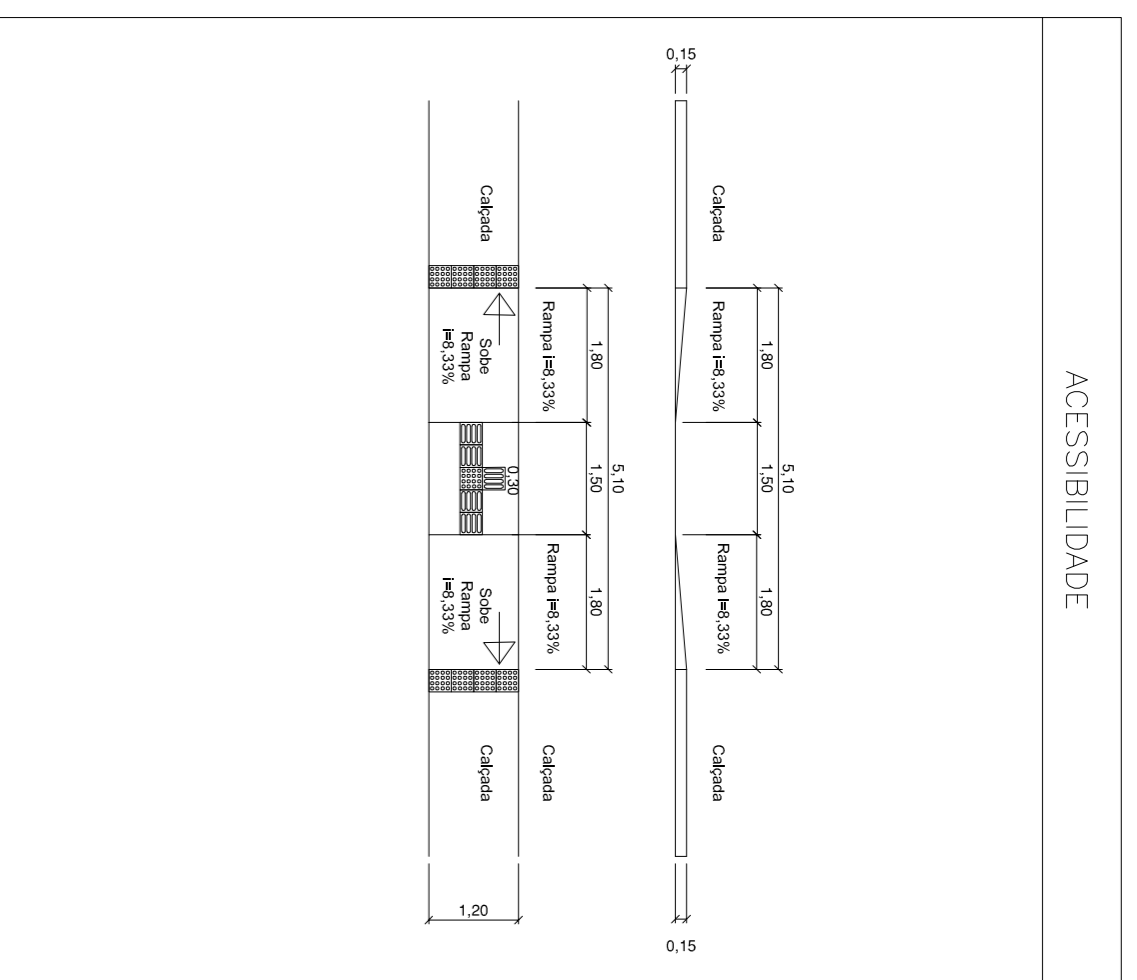 ACESSIBILIDADE
0,15
5,10
1,80
1,50
1,80
Calçada
Rampa i=8,33%
Rampa i=8,33%
Calçada
0,15
5,10
1,80
1,50
1,80
Rampa i=8,33%
Rampa i=8,33%
Calçada
Calçada
Sobe
Rampa
i=8,33%
0,30
Sobe
Rampa
i=8,33%
Calçada
1,20